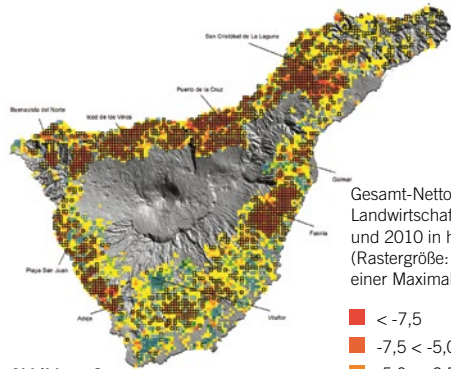 San Cristóbal de La Laguna
Puerto de la Cruz
Icod de los Vinos
Buenavista del Norte
Güímar
Fasnia
Playa San Juan
Adeje
Vilaflor
Gesamt-Netto
Landwirtschaf
und 2010 in h
(Rastergröße:
einer Maximal
< -7,5
-7,5 < -5,0